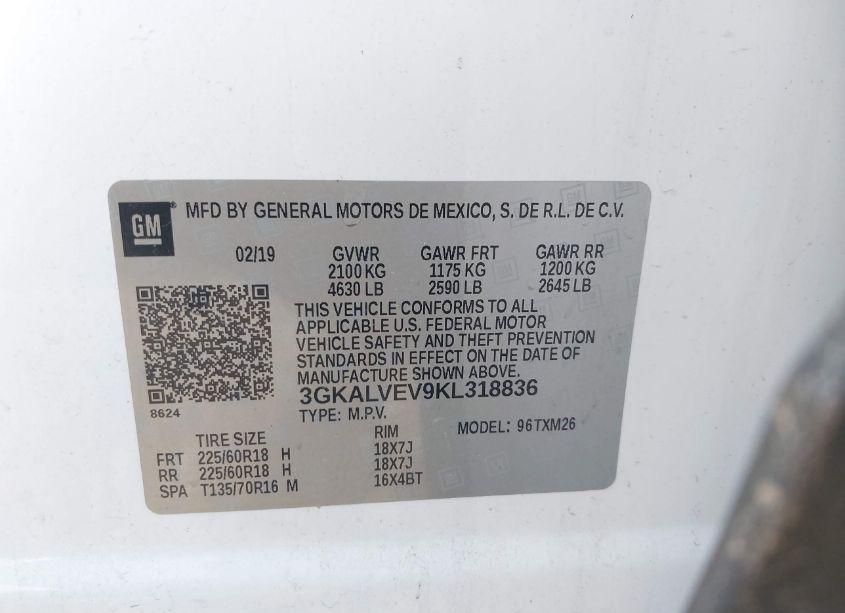 GM® MFD BY GENERAL MOTORS DE MEXICO, S. DE R.L. DE C.V.
02/19 GVWR GAWR FRT GAWR RR
2100 KG 1175 KG 1200 KG
4630 LB 2590 LB 2645 LB
THIS VEHICLE CONFORMS TO ALL
APPLICABLE U.S. FEDERAL MOTOR
VEHICLE SAFETY AND THEFT PREVENTION
STANDARDS IN EFFECT ON THE DATE OF
MANUFACTURE SHOWN ABOVE.
8624 3GKALVEV9KL318836
TYPE: M.P.V.
MODEL: 96TXM26
TIRE SIZE RIM
FRT 225/60R18 H 18X7J
RR 225/60R18 H 18X7J
SPA T135/70R16 M 16X4BT